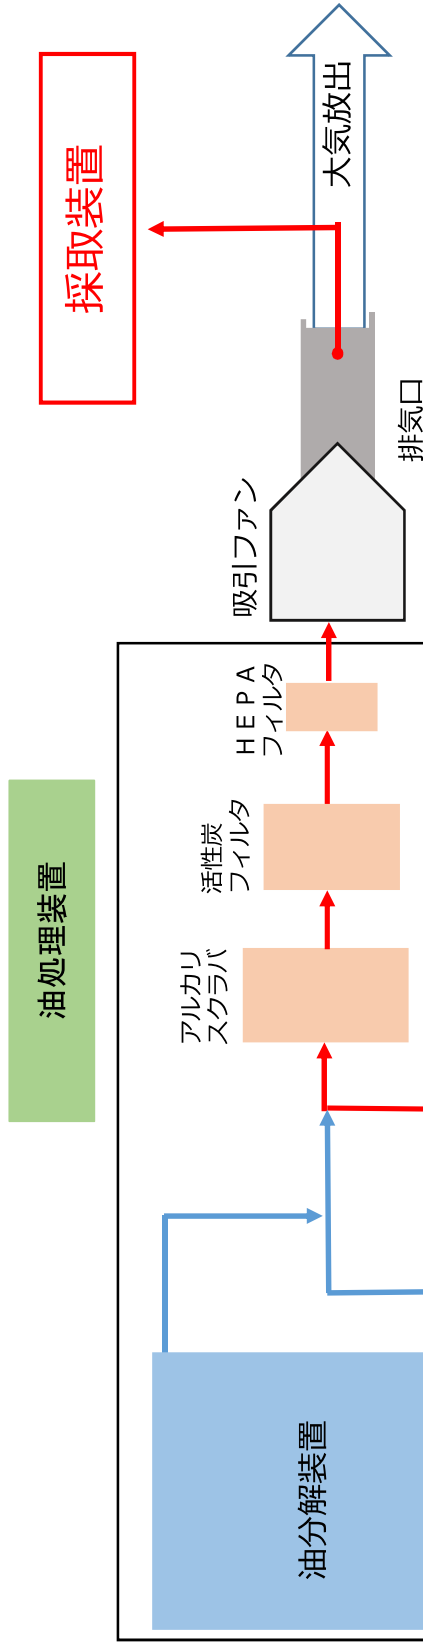 油処理装置
油分解装置
アルカリ
スクラバ
活性炭
フィルタ
ＨＥＰＡ
フィルタ
吸引ファン
排気口
採取装置
大気放出